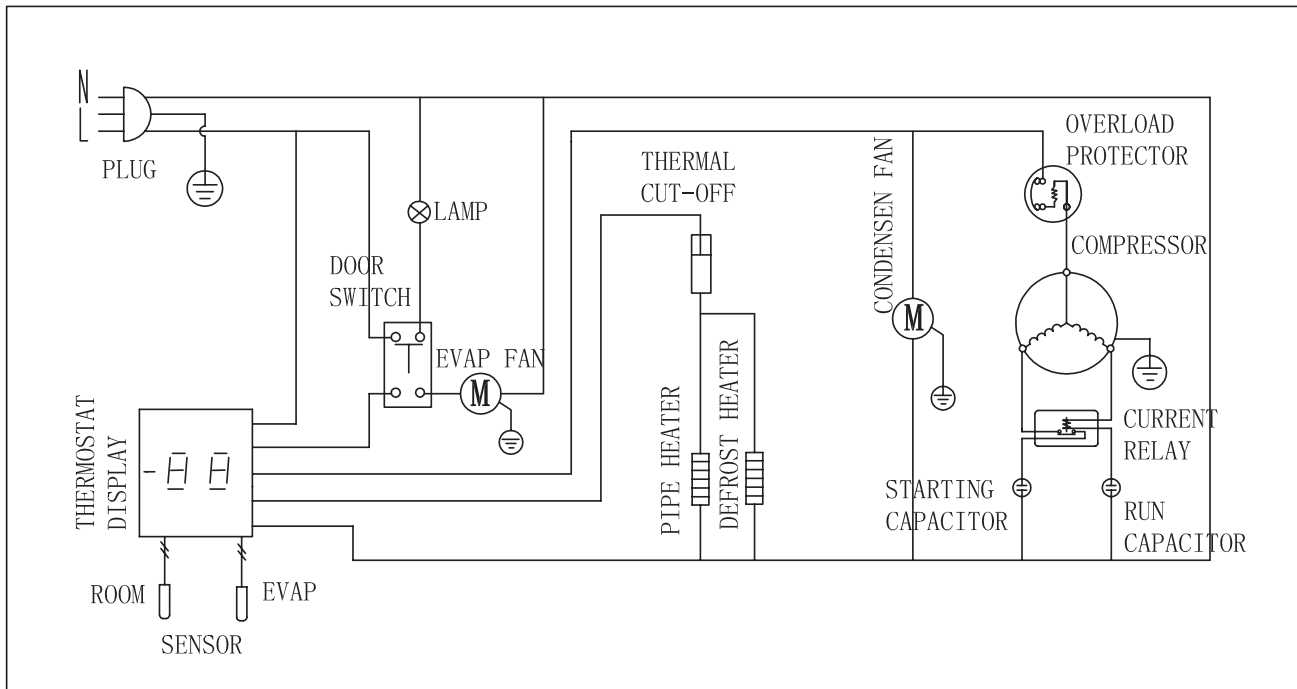 N
L
PLUG
LAMP
DOOR
SWITCH
EVAP FAN
M
THERMAL
CUT-OFF
CONDENSEN FAN
M
OVERLOAD
PROTECTOR
COMPRESSOR
CURRENT
RELAY
STARTING
CAPACITOR
RUN
CAPACITOR
PIPE HEATER
DEFROST HEATER
THERMOSTAT
DISPLAY
-88
ROOM
EVAP
SENSOR